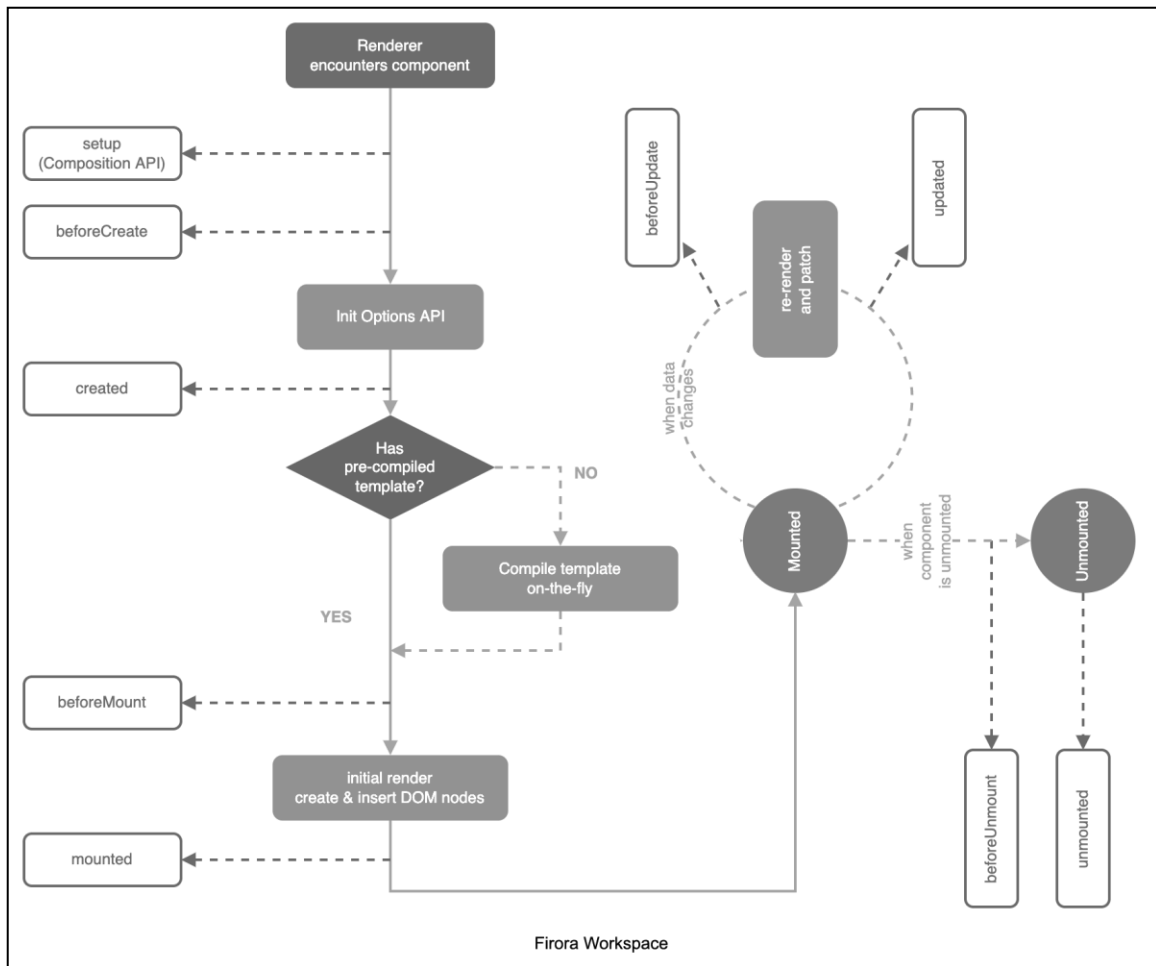 Renderer
encounters component
setup
(Composition API)
beforeCreate
Init Options API
created
Has
pre-compiled
template?
NO
Compile template
on-the-fly
YES
beforeMount
initial render
create & insert DOM nodes
mounted
beforeUpdate
updated
re-render
and patch
when data
changes
Mounted
when
component
is unmounted
Unmounted
beforeUnmount
unmounted
Firora Workspace